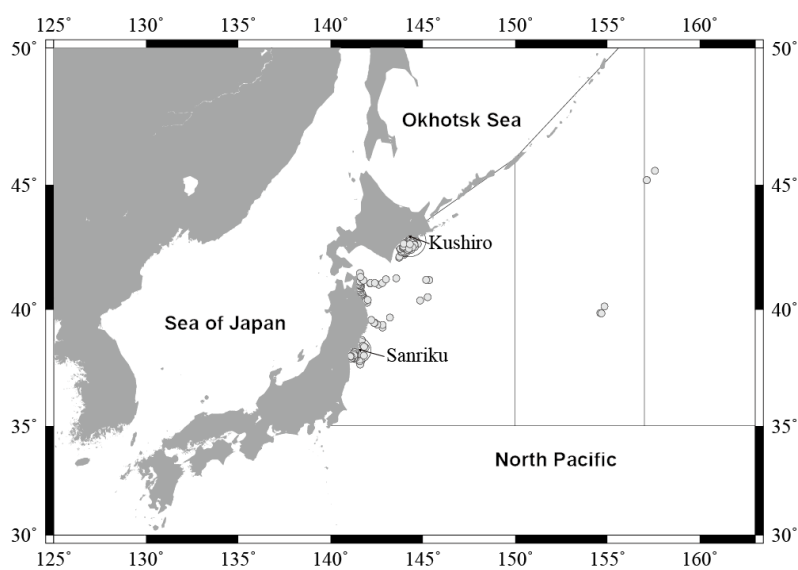 125˚ 130˚ 135˚ 140˚ 145˚ 150˚ 155˚ 160˚
50˚ 50˚
Okhotsk Sea
45˚ 45˚
Kushiro
40˚ 40˚
Sea of Japan
Sanriku
35˚ 35˚
North Pacific
30˚ 30˚
125˚ 130˚ 135˚ 140˚ 145˚ 150˚ 155˚ 160˚